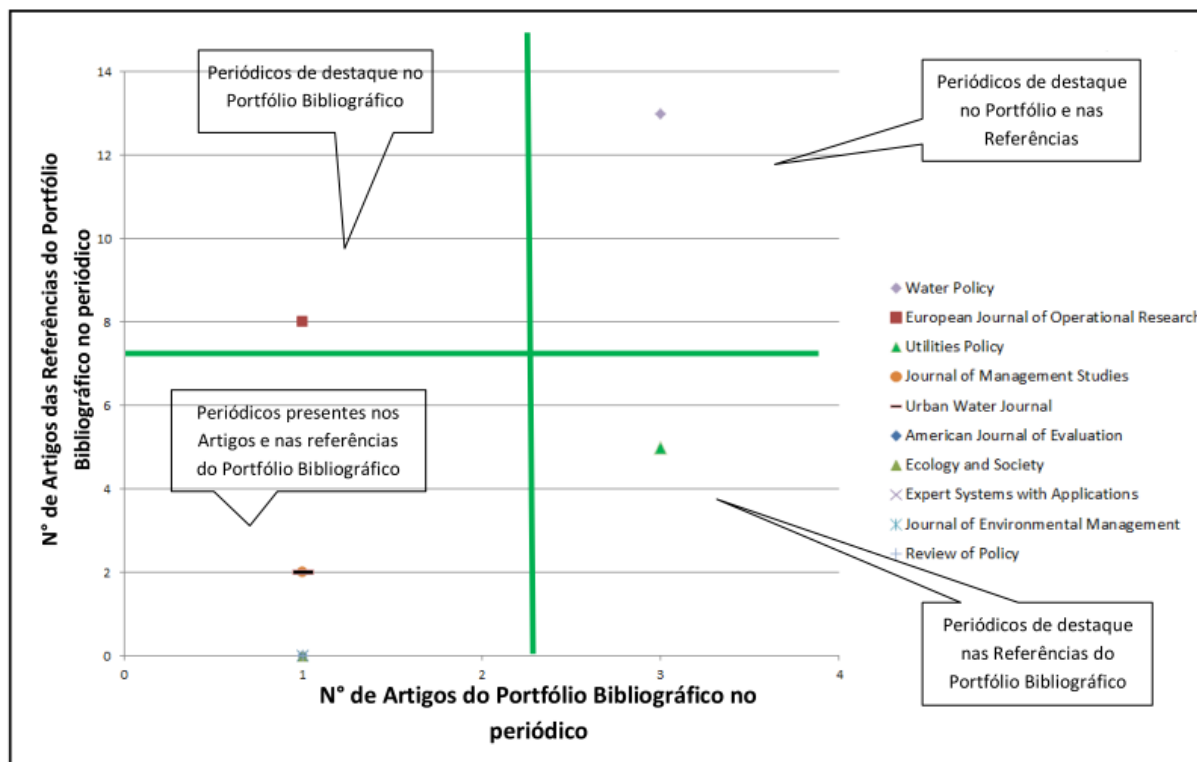 N° de Artigos das Referências do Portfólio
Bibliográfico no periódico
14
12
10
8
6
4
2
0
Periódicos de destaque no
Portfólio Bibliográfico
Periódicos de destaque
no Portfólio e nas
Referências
Periódicos presentes nos
Artigos e nas referências
do Portfólio Bibliográfico
Water Policy
European Journal of Operational Research
Utilities Policy
Journal of Management Studies
Urban Water Journal
American Journal of Evaluation
Ecology and Society
Expert Systems with Applications
Journal of Environmental Management
Review of Policy
Periódicos de destaque
nas Referências do
Portfólio Bibliográfico
0
1
2
3
4
N° de Artigos do Portfólio Bibliográfico no
periódico